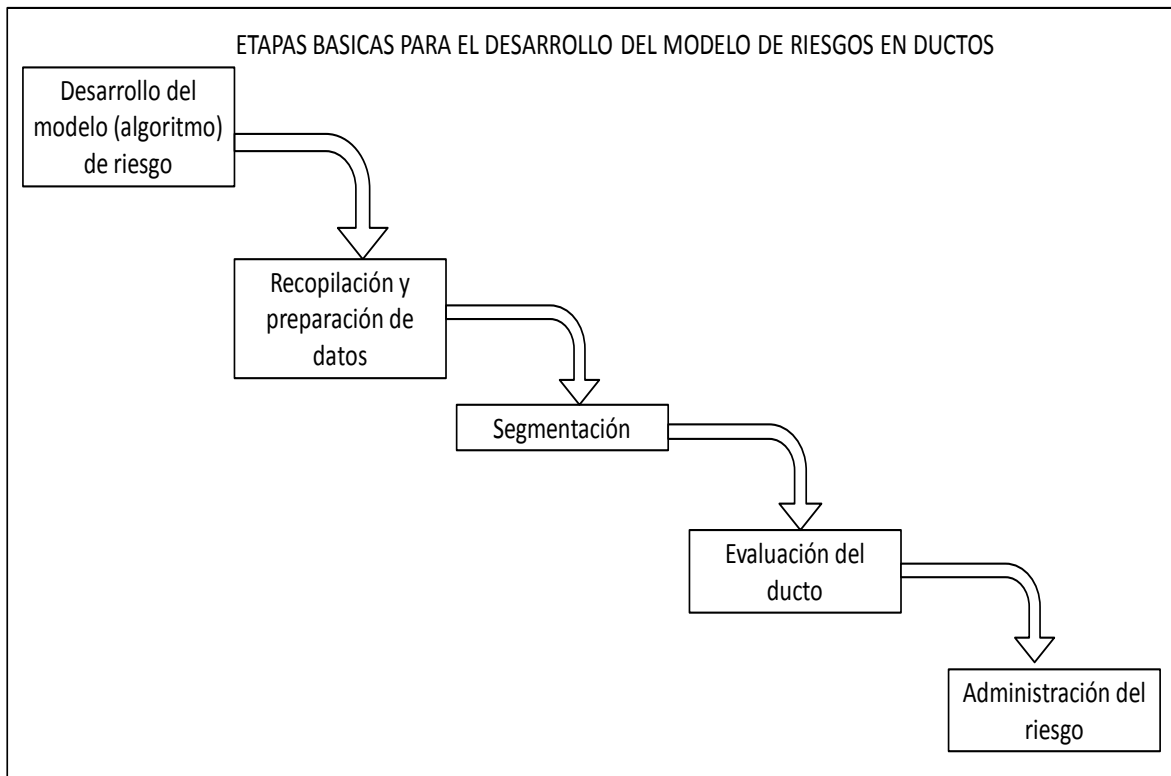 ETAPAS BASICAS PARA EL DESARROLLO DEL MODELO DE RIESGOS EN DUCTOS
Desarrollo del
modelo (algoritmo)
de riesgo
Recopilación y
preparación de
datos
Segmentación
Evaluación del
ducto
Administración del
riesgo